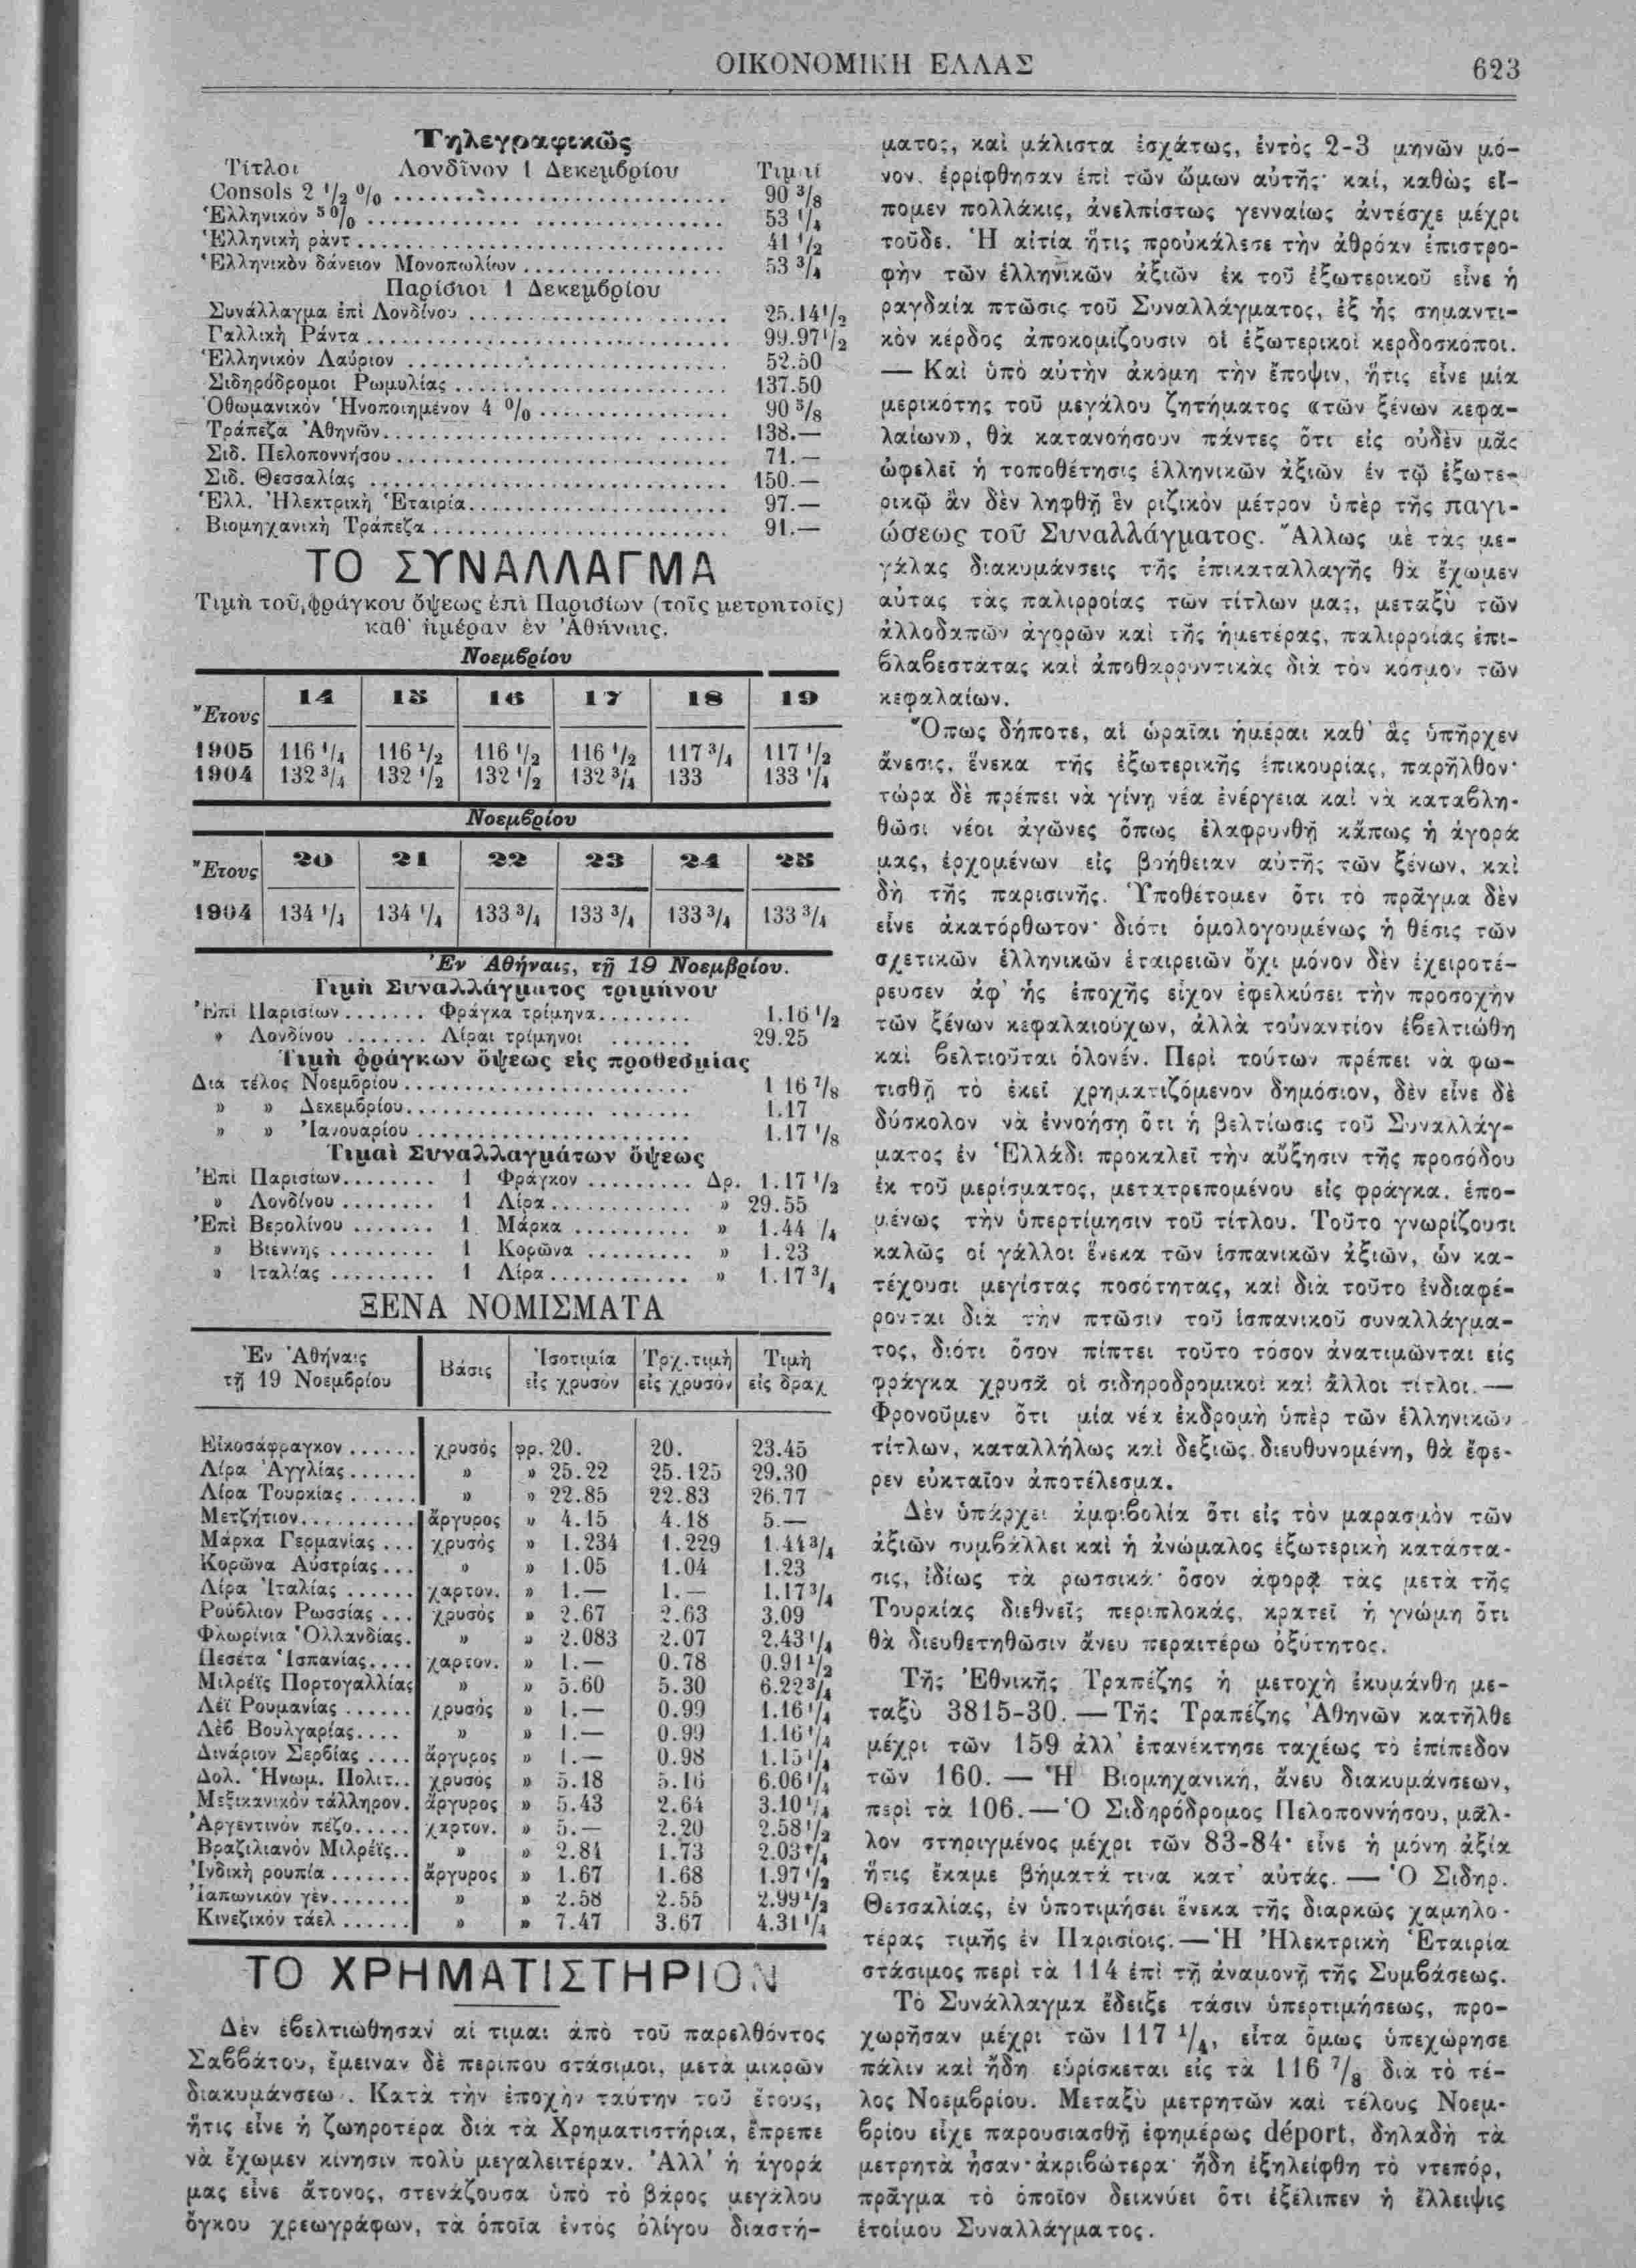 ΟΙΚΟΝΟΜΙΚΗ ΕΛΛΑΣ
623
Τηλεγραφικῶς
Τίτλοι Λονδῖνον 1 Δεκεμβρίου Τιμαί
Consols 2 1/2 0/0 90 3/8
Ἑλληνικὸν 5 0/0 53 1/4
Ἑλληνικὴ ρὰντ 41 1/2
Ἑλληνικὸν δάνειον Μονοπωλίων 53 3/4
Παρίσιοι 1 Δεκεμβρίου
Συνάλλαγμα ἐπὶ Λονδίνου 25.14 1/2
Γαλλικὴ Ράντα 99.97 1/2
Ἑλληνικὸν Λαύριον 52.50
Σιδηρόδρομοι Ρωμυλίας 137.50
Ὀθωμανικὸν Ἡνοποιημένον 4 0/0 90 5/8
Τράπεζα Ἀθηνῶν 138.—
Σιδ. Πελοποννήσου 71.—
Σιδ. Θεσσαλίας 150.—
Ἑλλ. Ἠλεκτρικὴ Ἑταιρία 97.—
Βιομηχανικὴ Τράπεζα 91.—
ΤΟ ΣΥΝΑΛΛΑΓΜΑ
Τιμὴ τοῦ φράγκου ὄψεως ἐπὶ Παρισίων (τοῖς μετρητοῖς)
καθ' ἡμέραν ἐν Ἀθήναις.
Νοεμβρίου
Ἔτους 14 15 16 17 18 19
1905 116 1/4 116 1/2 116 1/2 116 1/2 117 3/4 117 1/2
1904 132 3/4 132 1/2 132 1/2 132 3/4 133 133 1/4
Νοεμβρίου
Ἔτους 20 21 22 23 24 25
1904 134 1/4 134 1/4 133 3/4 133 3/4 133 3/4 133 3/4
Ἐν Ἀθήναις, τῇ 19 Νοεμβρίου.
Τιμὴ Συναλλάγματος τριμήνου
Ἐπὶ Παρισίων Φράγκα τρίμηνα 1.16 1/2
» Λονδίνου Λίραι τρίμηνοι 29.25
Τιμὴ φράγκων ὄψεως εἰς προθεσμίας
Διὰ τέλος Νοεμβρίου 1 16 7/8
» » Δεκεμβρίου 1.17
» » Ἰανουαρίου 1.17 1/8
Τιμαὶ Συναλλαγμάτων ὄψεως
Ἐπὶ Παρισίων 1 Φράγκον Δρ. 1.17 1/2
» Λονδίνου 1 Λίρα » 29.55
Ἐπὶ Βερολίνου 1 Μάρκα » 1.44 /4
» Βιέννης 1 Κορῶνα » 1.23
» Ἰταλίας 1 Λίρα » 1.17 3/4
ΞΕΝΑ ΝΟΜΙΣΜΑΤΑ
Ἐν Ἀθήναις Βάσις Ἰσοτιμία Τρχ. τιμὴ Τιμὴ
τῇ 19 Νοεμβρίου εἰς χρυσὸν εἰς χρυσὸν εἰς δραχ
Εἰκοσάφραγκον χρυσὸς φρ. 20. 20. 23.45
Λίρα Ἀγγλίας » » 25.22 25.125 29.30
Λίρα Τουρκίας » » 22.85 22.83 26.77
Μετζήτιον ἄργυρος » 4.15 4.18 5.—
Μάρκα Γερμανίας χρυσὸς » 1.234 1.229 1.44 3/4
Κορῶνα Αὐστρίας » » 1.05 1.04 1.23
Λίρα Ἰταλίας χαρτον. » 1.— 1.— 1.17 3/4
Ρούβλιον Ρωσσίας χρυσὸς » 2.67 2.63 3.09
Φλωρίνια Ὁλλανδίας. » » 2.083 2.07 2.43 1/4
Πεσέτα Ἱσπανίας χαρτον. » 1.— 0.78 0.91 1/2
Μιλρέϊς Πορτογαλλίας » » 5.60 5.30 6.22 3/4
Λέϊ Ρουμανίας χρυσὸς » 1.— 0.99 1.16 1/4
Λὲβ Βουλγαρίας » » 1.— 0.99 1.16 1/4
Δινάριον Σερβίας ἄργυρος » 1.— 0.98 1.15 1/4
Δολ. Ἡνωμ. Πολιτ. χρυσὸς » 5.18 5.16 6.06 1/4
Μεξικανικὸν τάλληρον. ἄργυρος » 5.43 2.64 3.10 1/4
Ἀργεντινὸν πέζο χαρτον. » 5.— 2.20 2.58 1/2
Βραζιλιανὸν Μιλρέϊς » » 2.84 1.73 2.03 1/4
Ἰνδικὴ ρουπία ἄργυρος » 1.67 1.68 1.97 1/2
Ἰαπωνικὸν γὲν » » 2.58 2.55 2.99 1/2
Κινεζικόν τάελ » » 7.47 3.67 4.31 1/4
ΤΟ ΧΡΗΜΑΤΙΣΤΗΡΙΟΝ
Δὲν ἐβελτιώθησαν αἱ τιμαὶ ἀπὸ τοῦ παρελθόντος
Σαββάτου, ἔμειναν δὲ περίπου στάσιμοι, μετὰ μικρῶν
διακυμάνσεω . Κατὰ τὴν ἐποχὴν ταύτην τοῦ ἔτους,
ἥτις εἶνε ἡ ζωηροτέρα διὰ τὰ Χρηματιστήρια, ἔπρεπε
νὰ ἔχωμεν κίνησιν πολὺ μεγαλειτέραν. Ἀλλ' ἡ ἀγορά
μας εἶνε ἄτονος, στενάζουσα ὑπὸ τὸ βάρος μεγάλου
ὄγκου χρεωγράφων, τὰ ὁποῖα ἐντὸς ὀλίγου διαστή-
ματος, καὶ μάλιστα ἐσχάτως, ἐντὸς 2-3 μηνῶν μό-
νον, ἐρρίφθησαν ἐπὶ τῶν ὤμων αὐτῆς· καί, καθὼς εἴ-
πομεν πολλάκις, ἀνελπίστως γενναίως ἀντέσχε μέχρι
τοῦδε. Ἡ αἰτία ἥτις προὐκάλεσε τὴν ἀθρόαν ἐπιστρο-
φὴν τῶν ἑλληνικῶν ἀξιῶν ἐκ τοῦ ἐξωτερικοῦ εἶνε ἡ
ραγδαία πτῶσις τοῦ Συναλλάγματος, ἐξ ἧς σημαντι-
κὸν κέρδος ἀποκομίζουσιν οἱ ἐξωτερικοὶ κερδοσκόποι.
— Καὶ ὑπὸ αὐτὴν ἀκόμη τὴν ἔποψιν, ἥτις εἶνε μία
μερικότης τοῦ μεγάλου ζητήματος «τῶν ξένων κεφα-
λαίων», θὰ κατανοήσουν πάντες ὅτι εἰς οὐδὲν μᾶς
ὠφελεῖ ἡ τοποθέτησις ἑλληνικῶν ἀξιῶν ἐν τῷ ἐξωτε-
ρικῷ ἂν δὲν ληφθῇ ἓν ριζικὸν μέτρον ὑπὲρ τῆς παγι-
ώσεως τοῦ Συναλλάγματος. Ἄλλως μὲ τὰς με-
γάλας διακυμάνσεις τῆς ἐπικαταλλαγῆς θὰ ἔχωμεν
αὐτας τὰς παλιρροίας τῶν τίτλων μας, μεταξὺ τῶν
ἀλλοδαπῶν ἀγορῶν καὶ τῆς ἡμετέρας, παλιρροίας ἐπι-
βλαβεστάτας καὶ ἀποθαρρυντικὰς διὰ τὸν κόσμον τῶν
κεφαλαίων.
Ὅπως δήποτε, αἱ ὡραῖαι ἡμέραι καθ' ἃς ὑπῆρχεν
ἄνεσις, ἕνεκα τῆς ἐξωτερικῆς ἐπικουρίας, παρῆλθον·
τώρα δὲ πρέπει νὰ γίνῃ νέα ἐνέργεια καὶ νὰ καταβλη-
θῶσι νέοι ἀγῶνες ὅπως ἐλαφρυνθῇ κἄπως ἡ ἀγορά
μας, ἐρχομένων εἰς βοήθειαν αὐτῆς τῶν ξένων, καὶ
δὴ τῆς παρισινῆς. Ὑποθέτομεν ὅτι τὸ πρᾶγμα δὲν
εἶνε ἀκατόρθωτον· διότι ὁμολογουμένως ἡ θέσις τῶν
σχετικῶν ἑλληνικῶν ἑταιρειῶν ὄχι μόνον δὲν ἐχειροτέ-
ρευσεν ἀφ' ἧς ἐποχῆς εἶχον ἐφελκύσει τὴν προσοχὴν
τῶν ξένων κεφαλαιούχων, ἀλλὰ τοὐναντίον ἐβελτιώθη
καὶ βελτιοῦται ὁλονέν. Περὶ τούτων πρέπει νὰ φω-
τισθῇ τὸ ἐκεῖ χρηματιζόμενον δημόσιον, δὲν εἶνε δὲ
δύσκολον νὰ ἐννοήσῃ ὅτι ἡ βελτίωσις τοῦ Συναλλάγ-
ματος ἐν Ἑλλάδι προκαλεῖ τὴν αὔξησιν τῆς προσόδου
ἐκ τοῦ μερίσματος, μετατρεπομένου εἰς φράγκα, ἑπο-
μένως τὴν ὑπερτίμησιν τοῦ τίτλου. Τοῦτο γνωρίζουσι
καλῶς οἱ γάλλοι ἕνεκα τῶν ἱσπανικῶν ἀξιῶν, ὧν κα-
τέχουσι μεγίστας ποσότητας, καὶ διὰ τοῦτο ἐνδιαφέ-
ρονται διὰ τὴν πτῶσιν τοῦ ἱσπανικοῦ συναλλάγμα-
τος, διότι ὅσον πίπτει τοῦτο τόσον ἀνατιμῶνται εἰς
φράγκα χρυσᾶ οἱ σιδηροδρομικοὶ καὶ ἄλλοι τίτλοι.—
Φρονοῦμεν ὅτι μία νέα ἐκδρομὴ ὑπὲρ τῶν ἑλληνικῶν
τίτλων, καταλλήλως καὶ δεξιῶς διευθυνομένη, θὰ ἔφε-
ρεν εὐκταῖον ἀποτέλεσμα.
Δὲν ὑπάρχει ἀμφιβολία ὅτι εἰς τὸν μαρασμὸν τῶν
ἀξιῶν συμβάλλει καὶ ἡ ἀνώμαλος ἐξωτερικὴ κατάστα-
σις, ἰδίως τὰ ρωσσικά· ὅσον ἀφορᾷ τὰς μετὰ τῆς
Τουρκίας διεθνεῖς περιπλοκάς, κρατεῖ ἡ γνώμη ὅτι
θὰ διευθετηθῶσιν ἄνευ περαιτέρω ὀξύτητος.
Τῆς Ἐθνικῆς Τραπέζης ἡ μετοχὴ ἐκυμάνθη με-
ταξὺ 3815-30.—Τῆς Τραπέζης Ἀθηνῶν κατῆλθε
μέχρι τῶν 159 ἀλλ' ἐπανέκτησε ταχέως τὸ ἐπίπεδον
τῶν 160. — Ἡ Βιομηχανική, ἄνευ διακυμάνσεων,
περὶ τὰ 106.—Ὁ Σιδηρόδρομος Πελοποννήσου, μᾶλ-
λον στηριγμένος μέχρι τῶν 83-84· εἶνε ἡ μόνη ἀξία
ἥτις ἔκαμε βήματά τινα κατ' αὐτάς. — Ὁ Σιδηρ.
Θεσσαλίας, ἐν ὑποτιμήσει ἕνεκα τῆς διαρκῶς χαμηλο-
τέρας τιμῆς ἐν Παρισίοις.—Ἡ Ἠλεκτρικὴ Ἑταιρία
στάσιμος περὶ τὰ 114 ἐπὶ τῇ ἀναμονῇ τῆς Συμβάσεως.
Τὸ Συνάλλαγμα ἔδειξε τάσιν ὑπερτιμήσεως, προ-
χωρῆσαν μέχρι τῶν 117 1/4, εἶτα ὅμως ὑπεχώρησε
πάλιν καὶ ἤδη εὑρίσκεται εἰς τὰ 116 7/8 διὰ τὸ τέ-
λος Νοεμβρίου. Μεταξὺ μετρητῶν καὶ τέλους Νοεμ-
βρίου εἶχε παρουσιασθῇ ἐφημέρως déport, δηλαδὴ τὰ
μετρητὰ ἦσαν ἀκριβώτερα· ἤδη ἐξηλείφθη τὸ ντεπόρ,
πρᾶγμα τὸ ὁποῖον δεικνύει ὅτι ἐξέλιπεν ἡ ἔλλειψις
ἑτοίμου Συναλλάγματος.